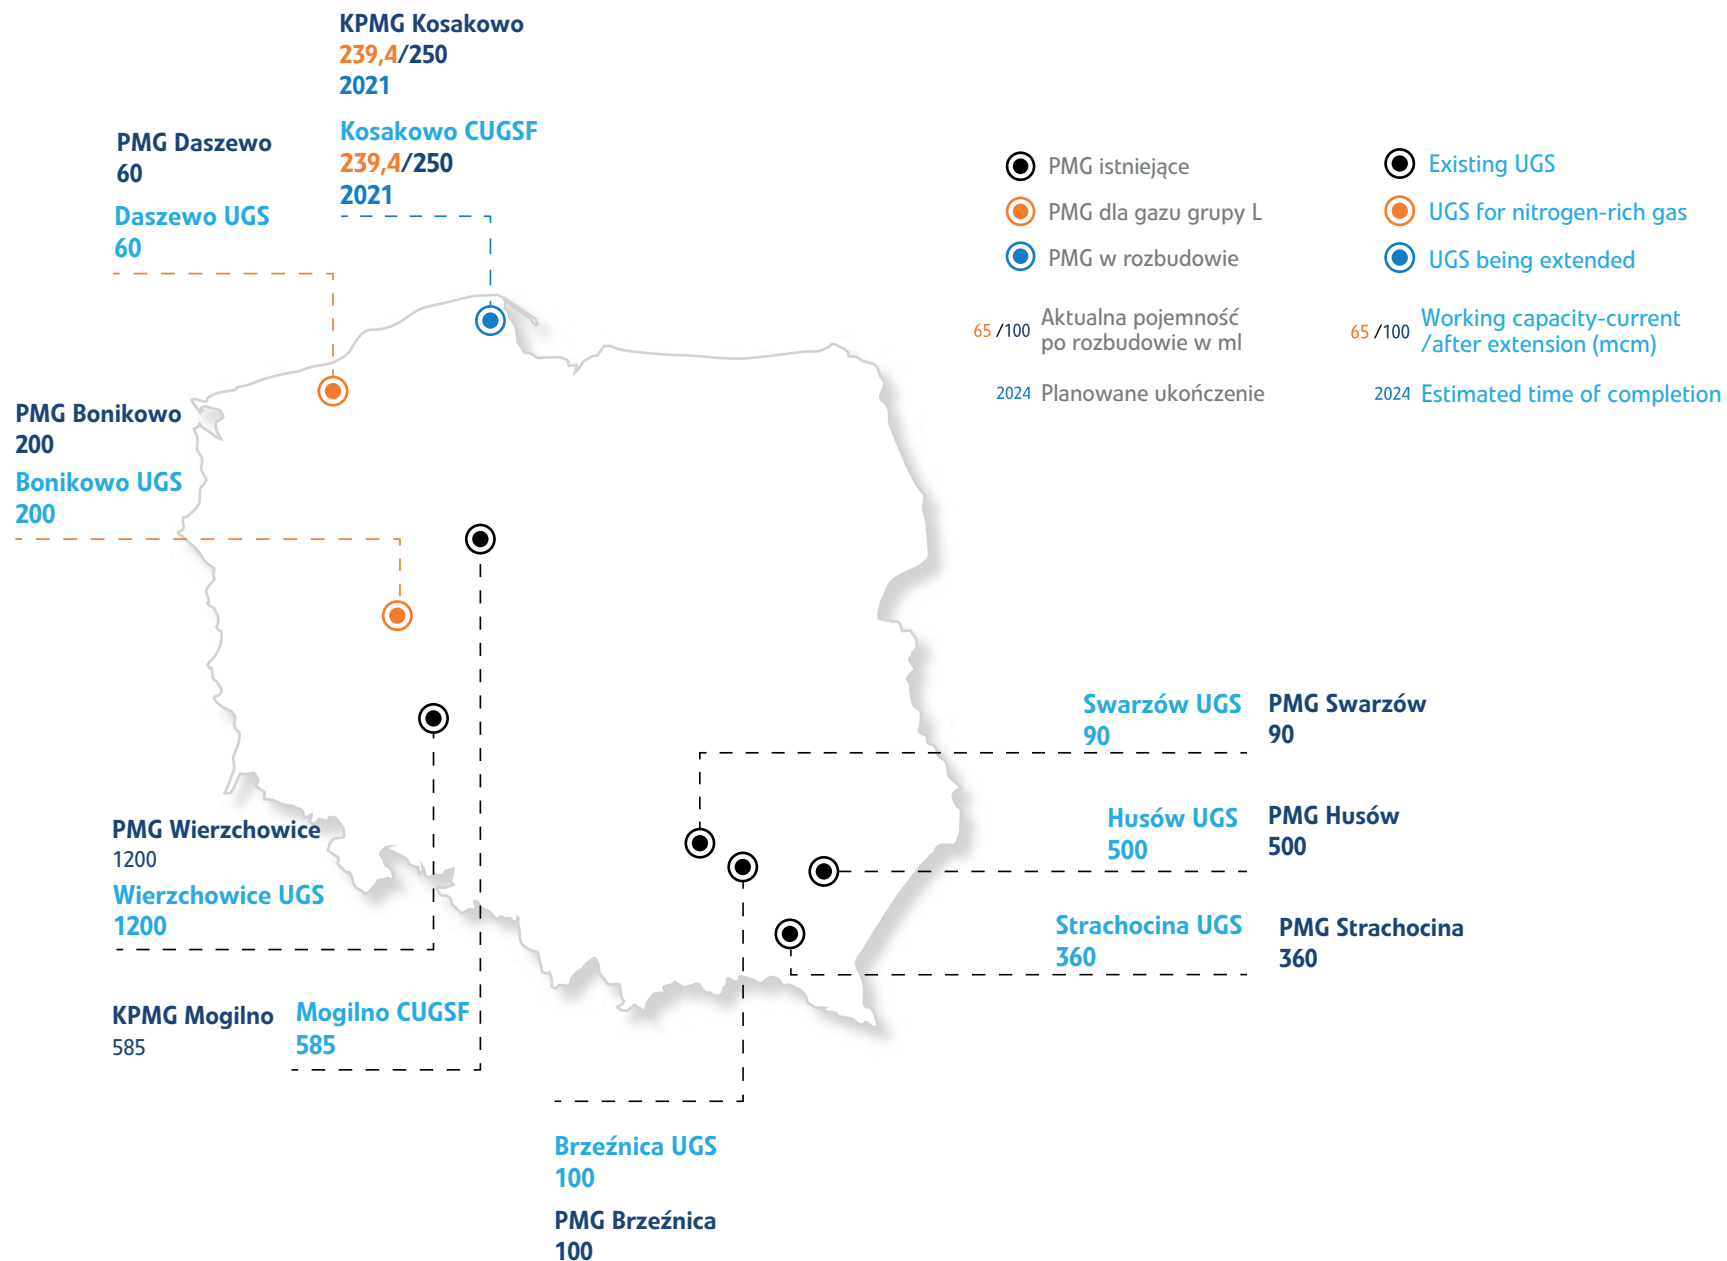 KPMG Kosakowo
239,4/250
2021
Kosakowo CUGSF
239,4/250
2021
PMG Daszewo
60
Daszewo UGS
60
PMG istniejące
PMG dla gazu grupy L
PMG w rozbudowie
65 /100 Aktualna pojemność
po rozbudowie w ml
2024 Planowane ukończenie
Existing UGS
UGS for nitrogen-rich gas
UGS being extended
65 /100 Working capacity-current
/after extension (mcm)
2024 Estimated time of completion
PMG Bonikowo
200
Bonikowo UGS
200
Swarzów UGS
90
PMG Swarzów
90
Husów UGS
500
PMG Husów
500
Strachocina UGS
360
PMG Strachocina
360
PMG Wierzchowice
1200
Wierzchowice UGS
1200
KPMG Mogilno
585
Mogilno CUGSF
585
Brzeźnica UGS
100
PMG Brzeźnica
100